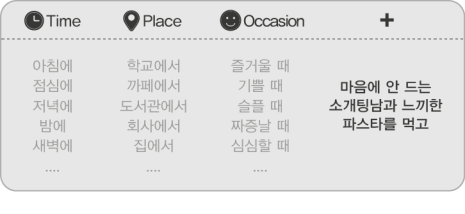 Time Place Occasion +
아침에 학교에서 즐거울 때
점심에 까페에서 기쁠 때
저녁에 도서관에서 슬플 때
밤에 회사에서 짜증날 때
새벽에 집에서 심심할 때
.... .... ....
마음에 안 드는
소개팅남과 느끼한
파스타를 먹고